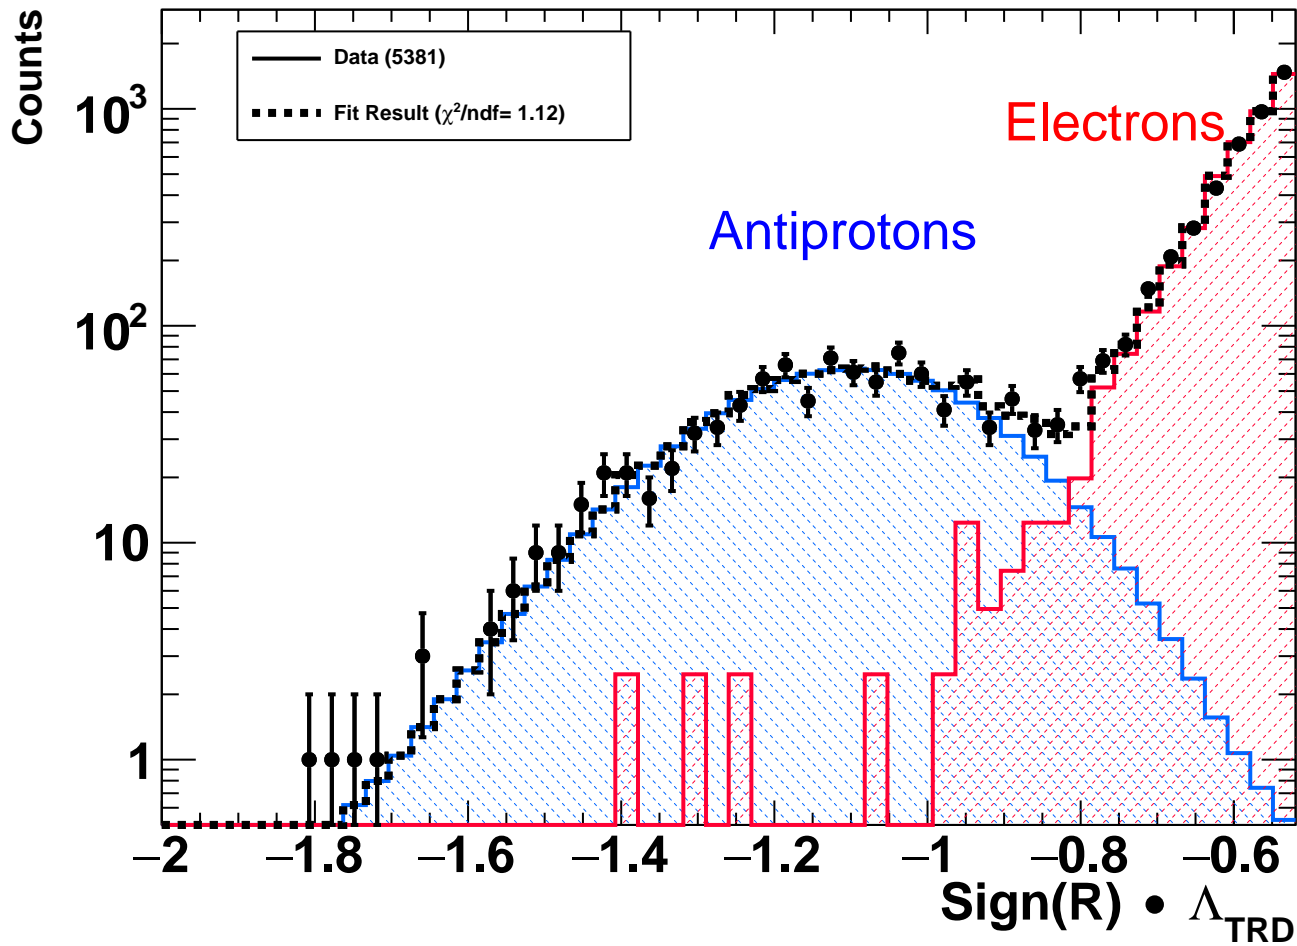 Counts
Data (5381)
Fit Result (χ²/ndf= 1.12)
Electrons
Antiprotons
10³
10²
10
1
−2 −1.8 −1.6 −1.4 −1.2 −1 −0.8 −0.6
Sign(R) • Λ_TRD